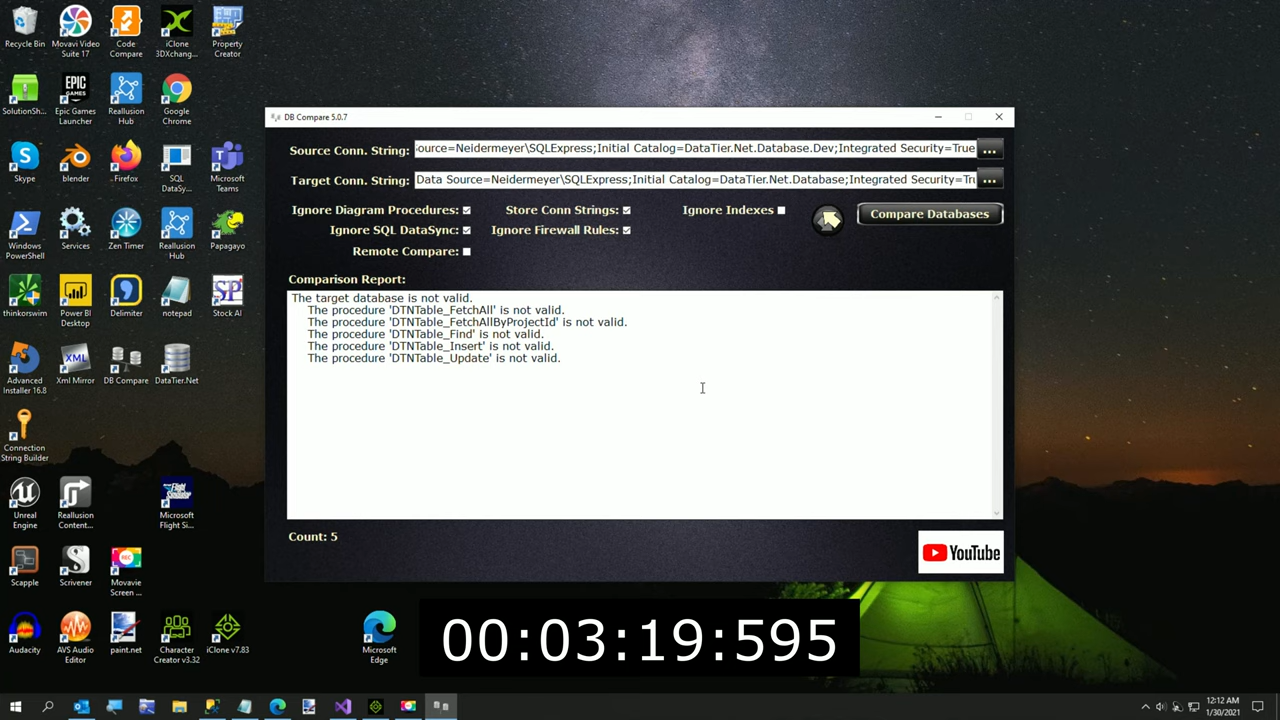 Recycle Bin
Movavi Video
Suite 17
Code
Compare
iClone
3DXchang...
Property
Creator
SolutionSh...
EPIC
GAMES
Epic Games
Launcher
Reallusion
Hub
Google
Chrome
Skype
blender
Firefox
SQL
DataSy...
Microsoft
Teams
Windows
PowerShell
Services
Zen Timer
Reallusion
Hub
Papagayo
thinkorswim
Power BI
Desktop
Delimiter
notepad
SP
Stock AI
Advanced
Installer 16.8
XML
Xml Mirror
DB Compare
DataTier.Net
Connection
String Builder
Unreal
Engine
Reallusion
Content...
Microsoft
Flight Si...
Scapple
Scrivener
REC
Movavie
Screen ...
Audacity
AVS Audio
Editor
paint.net
Character
Creator v3.32
iClone v7.83
Microsoft
Edge
DB Compare 5.0.7
Source Conn. String: ource=Neidermeyer\SQLExpress;Initial Catalog=DataTier.Net.Database.Dev;Integrated Security=True ...
Target Conn. String: Data Source=Neidermeyer\SQLExpress;Initial Catalog=DataTier.Net.Database;Integrated Security=Tru ...
Ignore Diagram Procedures: Store Conn Strings: Ignore Indexes Compare Databases
Ignore SQL DataSync: Ignore Firewall Rules:
Remote Compare:
Comparison Report:
The target database is not valid.
The procedure 'DTNTable_FetchAll' is not valid.
The procedure 'DTNTable_FetchAllByProjectId' is not valid.
The procedure 'DTNTable_Find' is not valid.
The procedure 'DTNTable_Insert' is not valid.
The procedure 'DTNTable_Update' is not valid.
Count: 5
YouTube
00:03:19:595
12:12 AM
1/30/2021